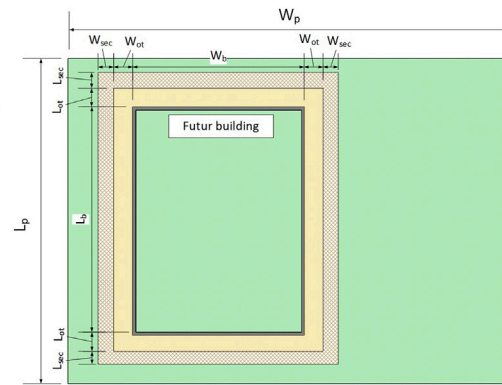 Wp
Wsec Wot Wb Wot Wsec
Lsec
Lot
Futur building
Lb
Lp
Lot
Lsec